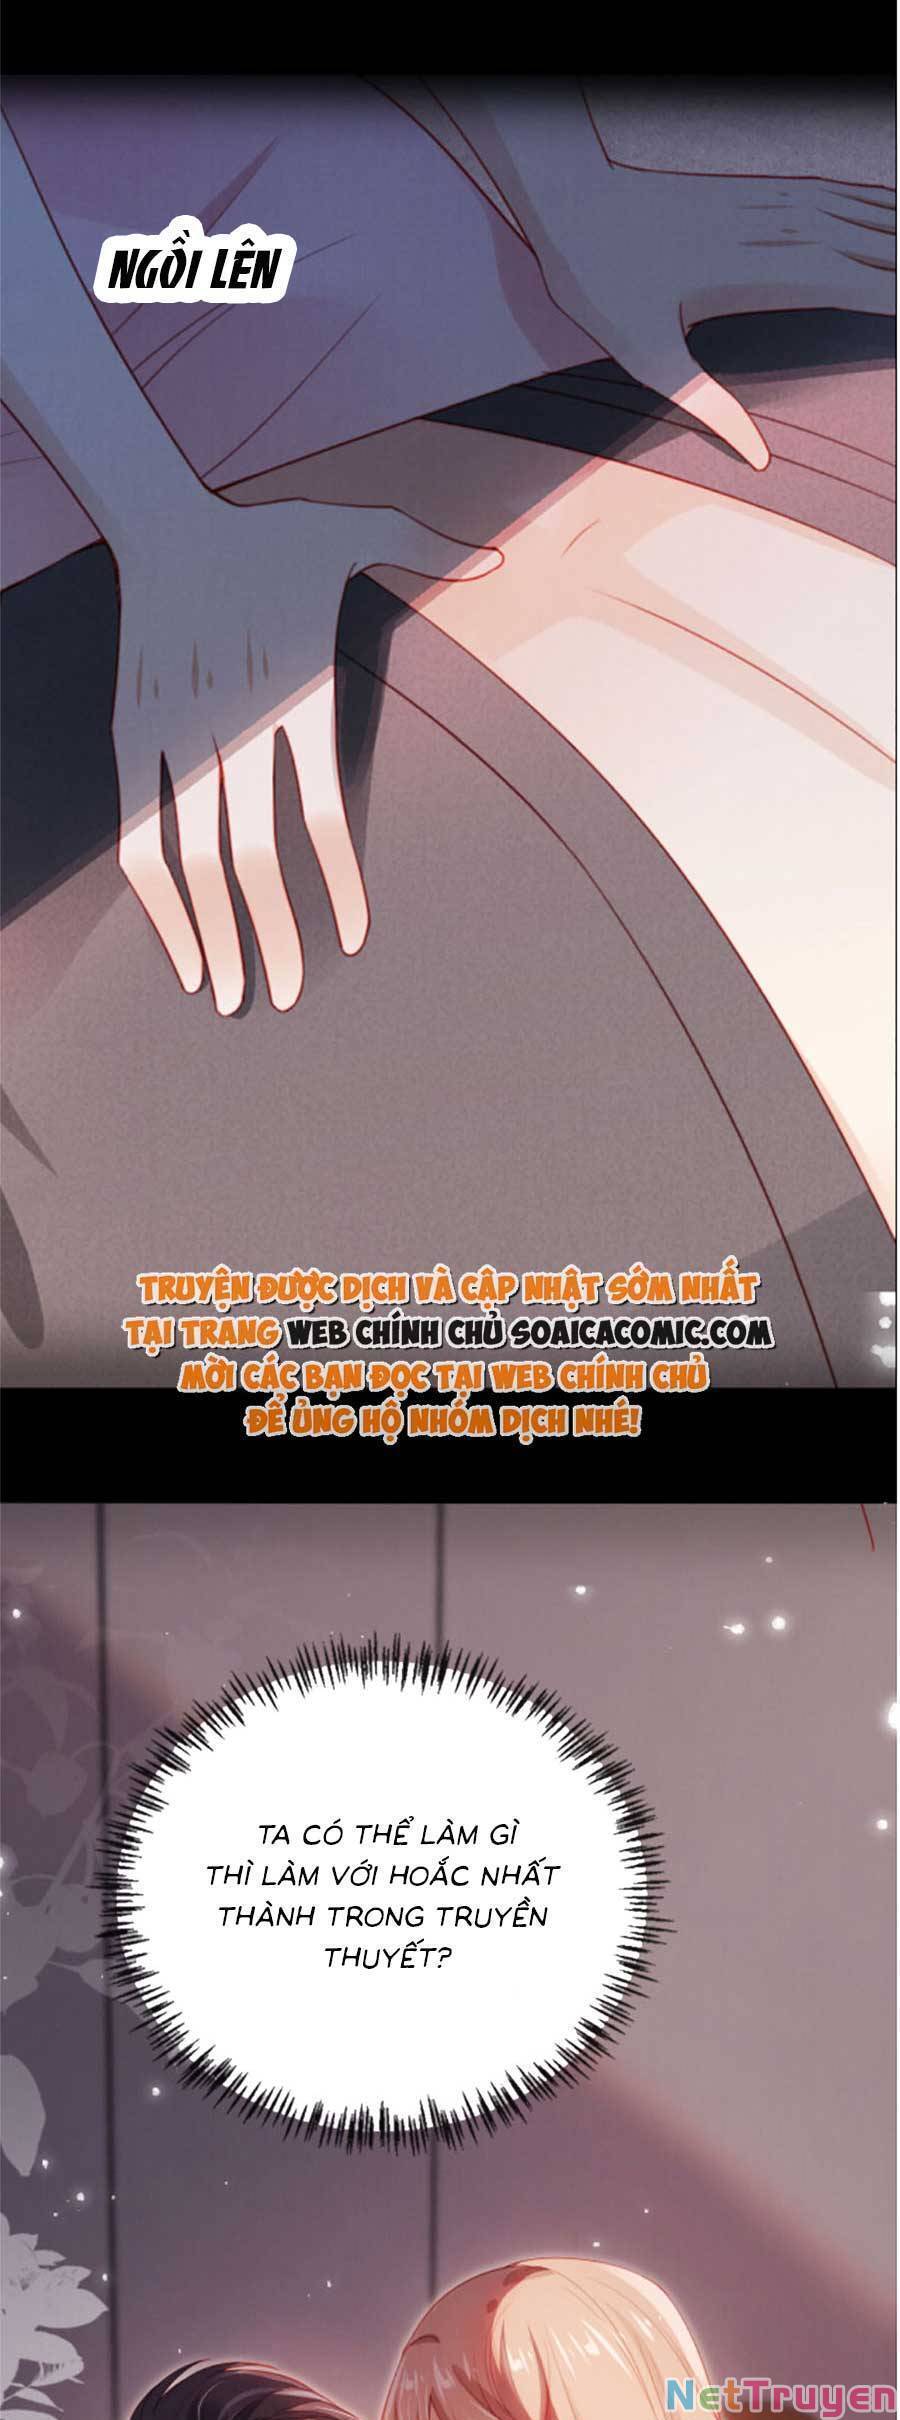 NGỒI LÊN
TRUYỆN ĐƯỢC DỊCH VÀ CẬP NHẬT SỚM NHẤT
TẠI TRANG WEB CHÍNH CHỦ SOAICACOMIC.COM
MỜI CÁC BẠN ĐỌC TẠI WEB CHÍNH CHỦ
ĐỂ ỦNG HỘ NHÓM DỊCH NHÉ!
TA CÓ THỂ LÀM GÌ
THÌ LÀM VỚI HOẮC NHẤT
THÀNH TRONG TRUYỀN
THUYẾT?
NetTruyen